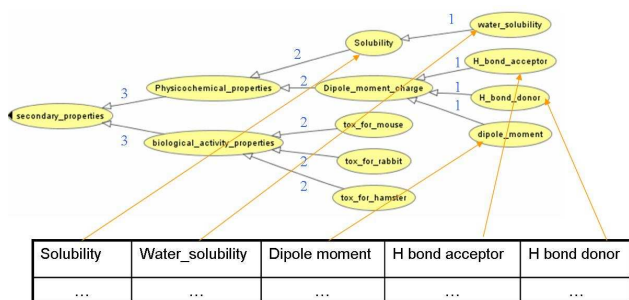 water_solubility
1
Solubility
2
H_bond_acceptor
1
Physicochemical_properties
2
Dipole_moment_charge
1
H_bond_donor
3
1
secondary_properties
2
tox_for_mouse
dipole_moment
3
biological_activity_properties
2
tox_for_rabbit
2
tox_for_hamster
Solubility Water_solubility Dipole moment H bond acceptor H bond donor
... ... ... ... ...